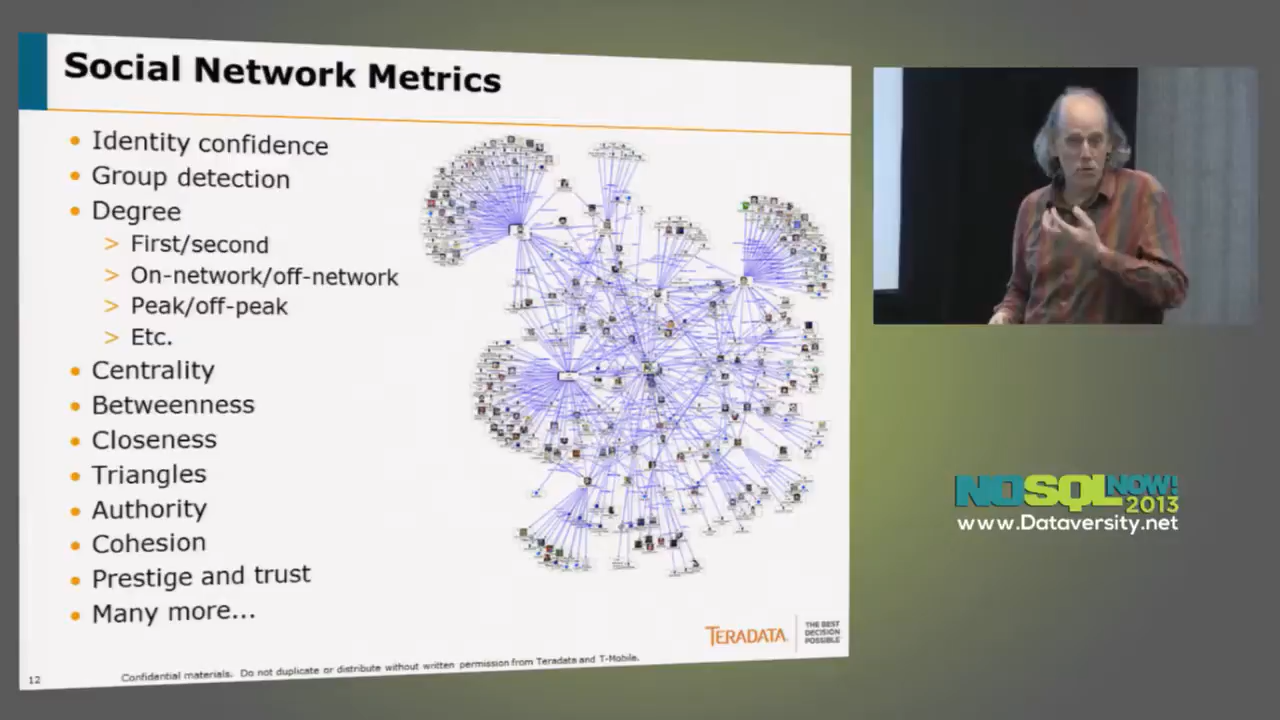 Social Network Metrics
• Identity confidence
• Group detection
• Degree
> First/second
> On-network/off-network
> Peak/off-peak
> Etc.
• Centrality
• Betweenness
• Closeness
• Triangles
• Authority
• Cohesion
• Prestige and trust
• Many more...
TERADATA.
THE BEST
DECISION
POSSIBLE
12
Confidential materials. Do not duplicate or distribute without written permission from Teradata and T-Mobile.
NOSQLNOW!
2013
www.Dataversity.net